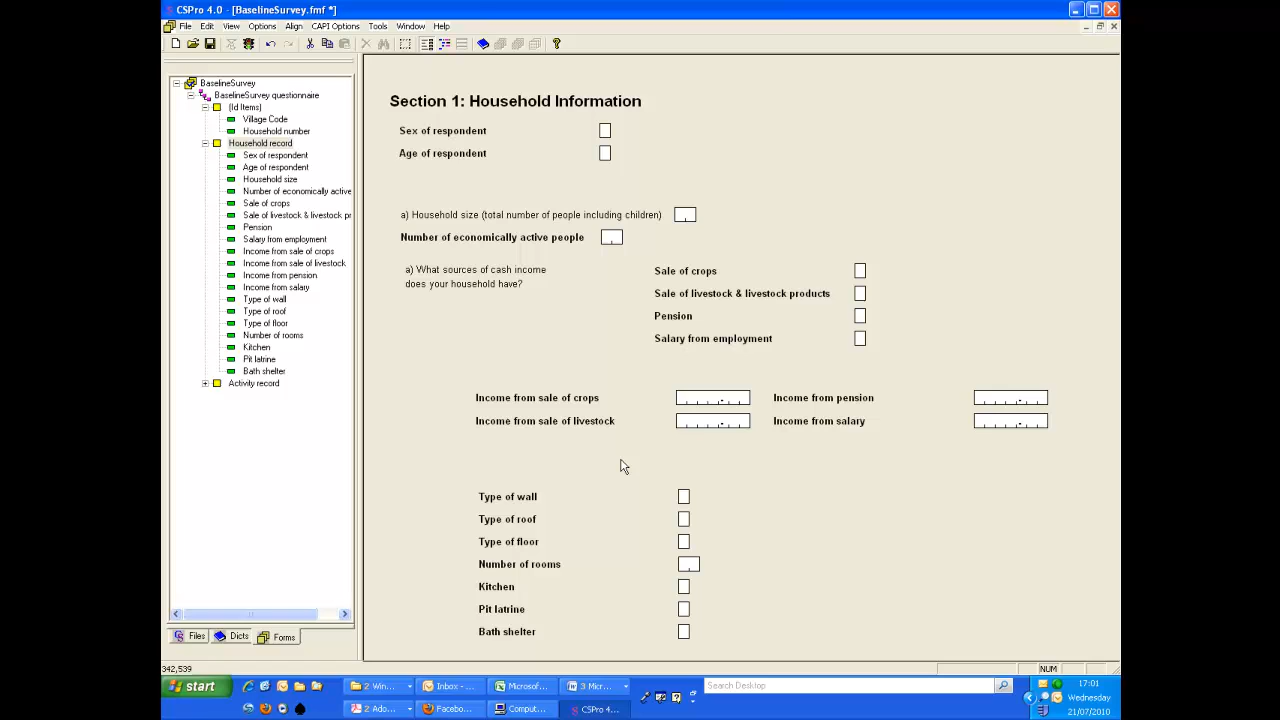 CSPro 4.0 - [BaselineSurvey.fmf *]
File Edit View Options Align CAPI Options Tools Window Help
BaselineSurvey
BaselineSurvey questionnaire
(Id Items)
Village Code
Household number
Household record
Sex of respondent
Age of respondent
Household size
Number of economically active
Sale of crops
Sale of livestock & livestock pr
Pension
Salary from employment
Income from sale of crops
Income from sale of livestock
Income from pension
Income from salary
Type of wall
Type of roof
Type of floor
Number of rooms
Kitchen
Pit latrine
Bath shelter
Activity record
Files Dicts Forms
Section 1: Household Information
Sex of respondent
Age of respondent
a) Household size (total number of people including children)
Number of economically active people
a) What sources of cash income
does your household have?
Sale of crops
Sale of livestock & livestock products
Pension
Salary from employment
Income from sale of crops Income from pension
Income from sale of livestock Income from salary
Type of wall
Type of roof
Type of floor
Number of rooms
Kitchen
Pit latrine
Bath shelter
342,539 NUM
start 2 Win... Inbox - ... Microsof... 3 Micr... Search Desktop 17:01
Wednesday
2 Ado... Facebo... Comput... CSPro 4... 21/07/2010